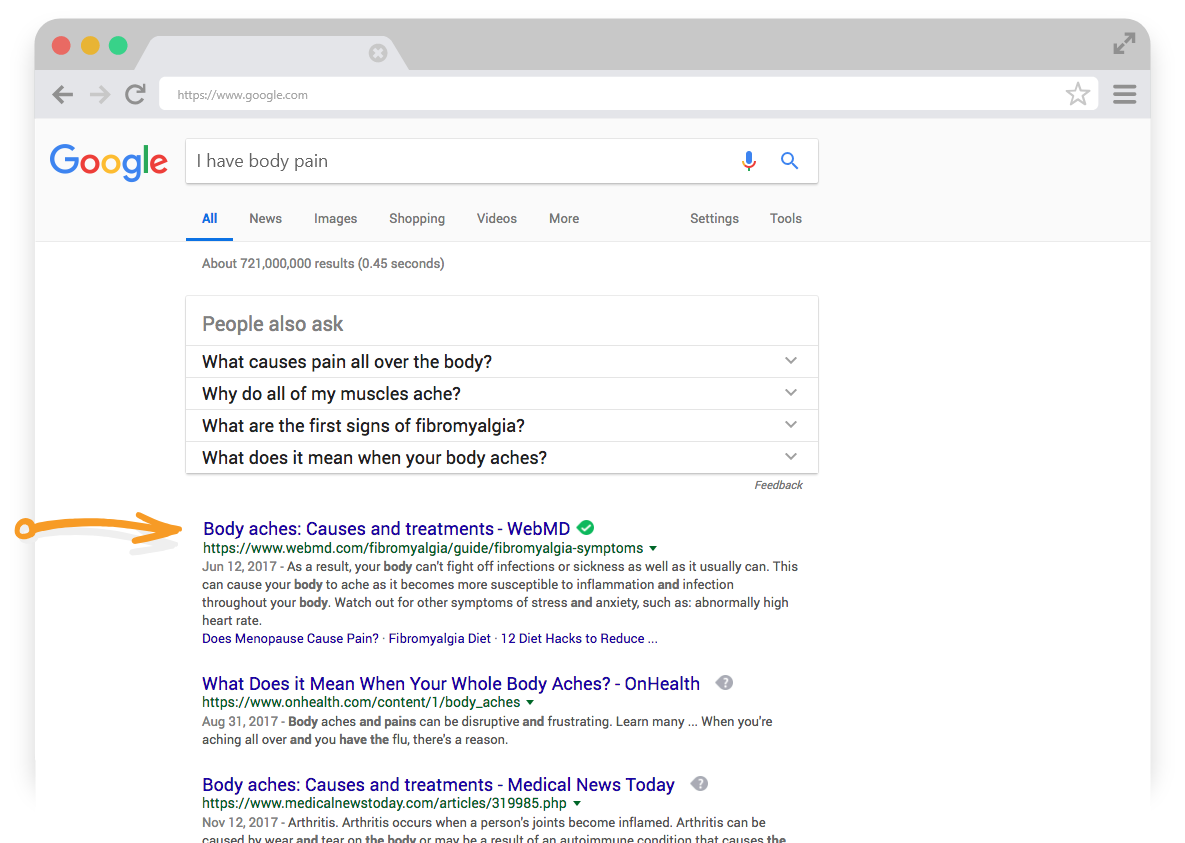 https://www.google.com
Google
I have body pain
All News Images Shopping Videos More Settings Tools
About 721,000,000 results (0.45 seconds)
People also ask
What causes pain all over the body?
Why do all of my muscles ache?
What are the first signs of fibromyalgia?
What does it mean when your body aches?
Feedback
Body aches: Causes and treatments - WebMD
https://www.webmd.com/fibromyalgia/guide/fibromyalgia-symptoms
Jun 12, 2017 - As a result, your body can't fight off infections or sickness as well as it usually can. This
can cause your body to ache as it becomes more susceptible to inflammation and infection
throughout your body. Watch out for other symptoms of stress and anxiety, such as: abnormally high
heart rate.
Does Menopause Cause Pain? · Fibromyalgia Diet · 12 Diet Hacks to Reduce ...
What Does it Mean When Your Whole Body Aches? - OnHealth
?
https://www.onhealth.com/content/1/body_aches
Aug 31, 2017 - Body aches and pains can be disruptive and frustrating. Learn many ... When you're
aching all over and you have the flu, there's a reason.
Body aches: Causes and treatments - Medical News Today
?
https://www.medicalnewstoday.com/articles/319985.php
Nov 12, 2017 - Arthritis. Arthritis occurs when a person's joints become inflamed. Arthritis can be
caused by wear and tear on the body or may be a result of an autoimmune condition that causes the